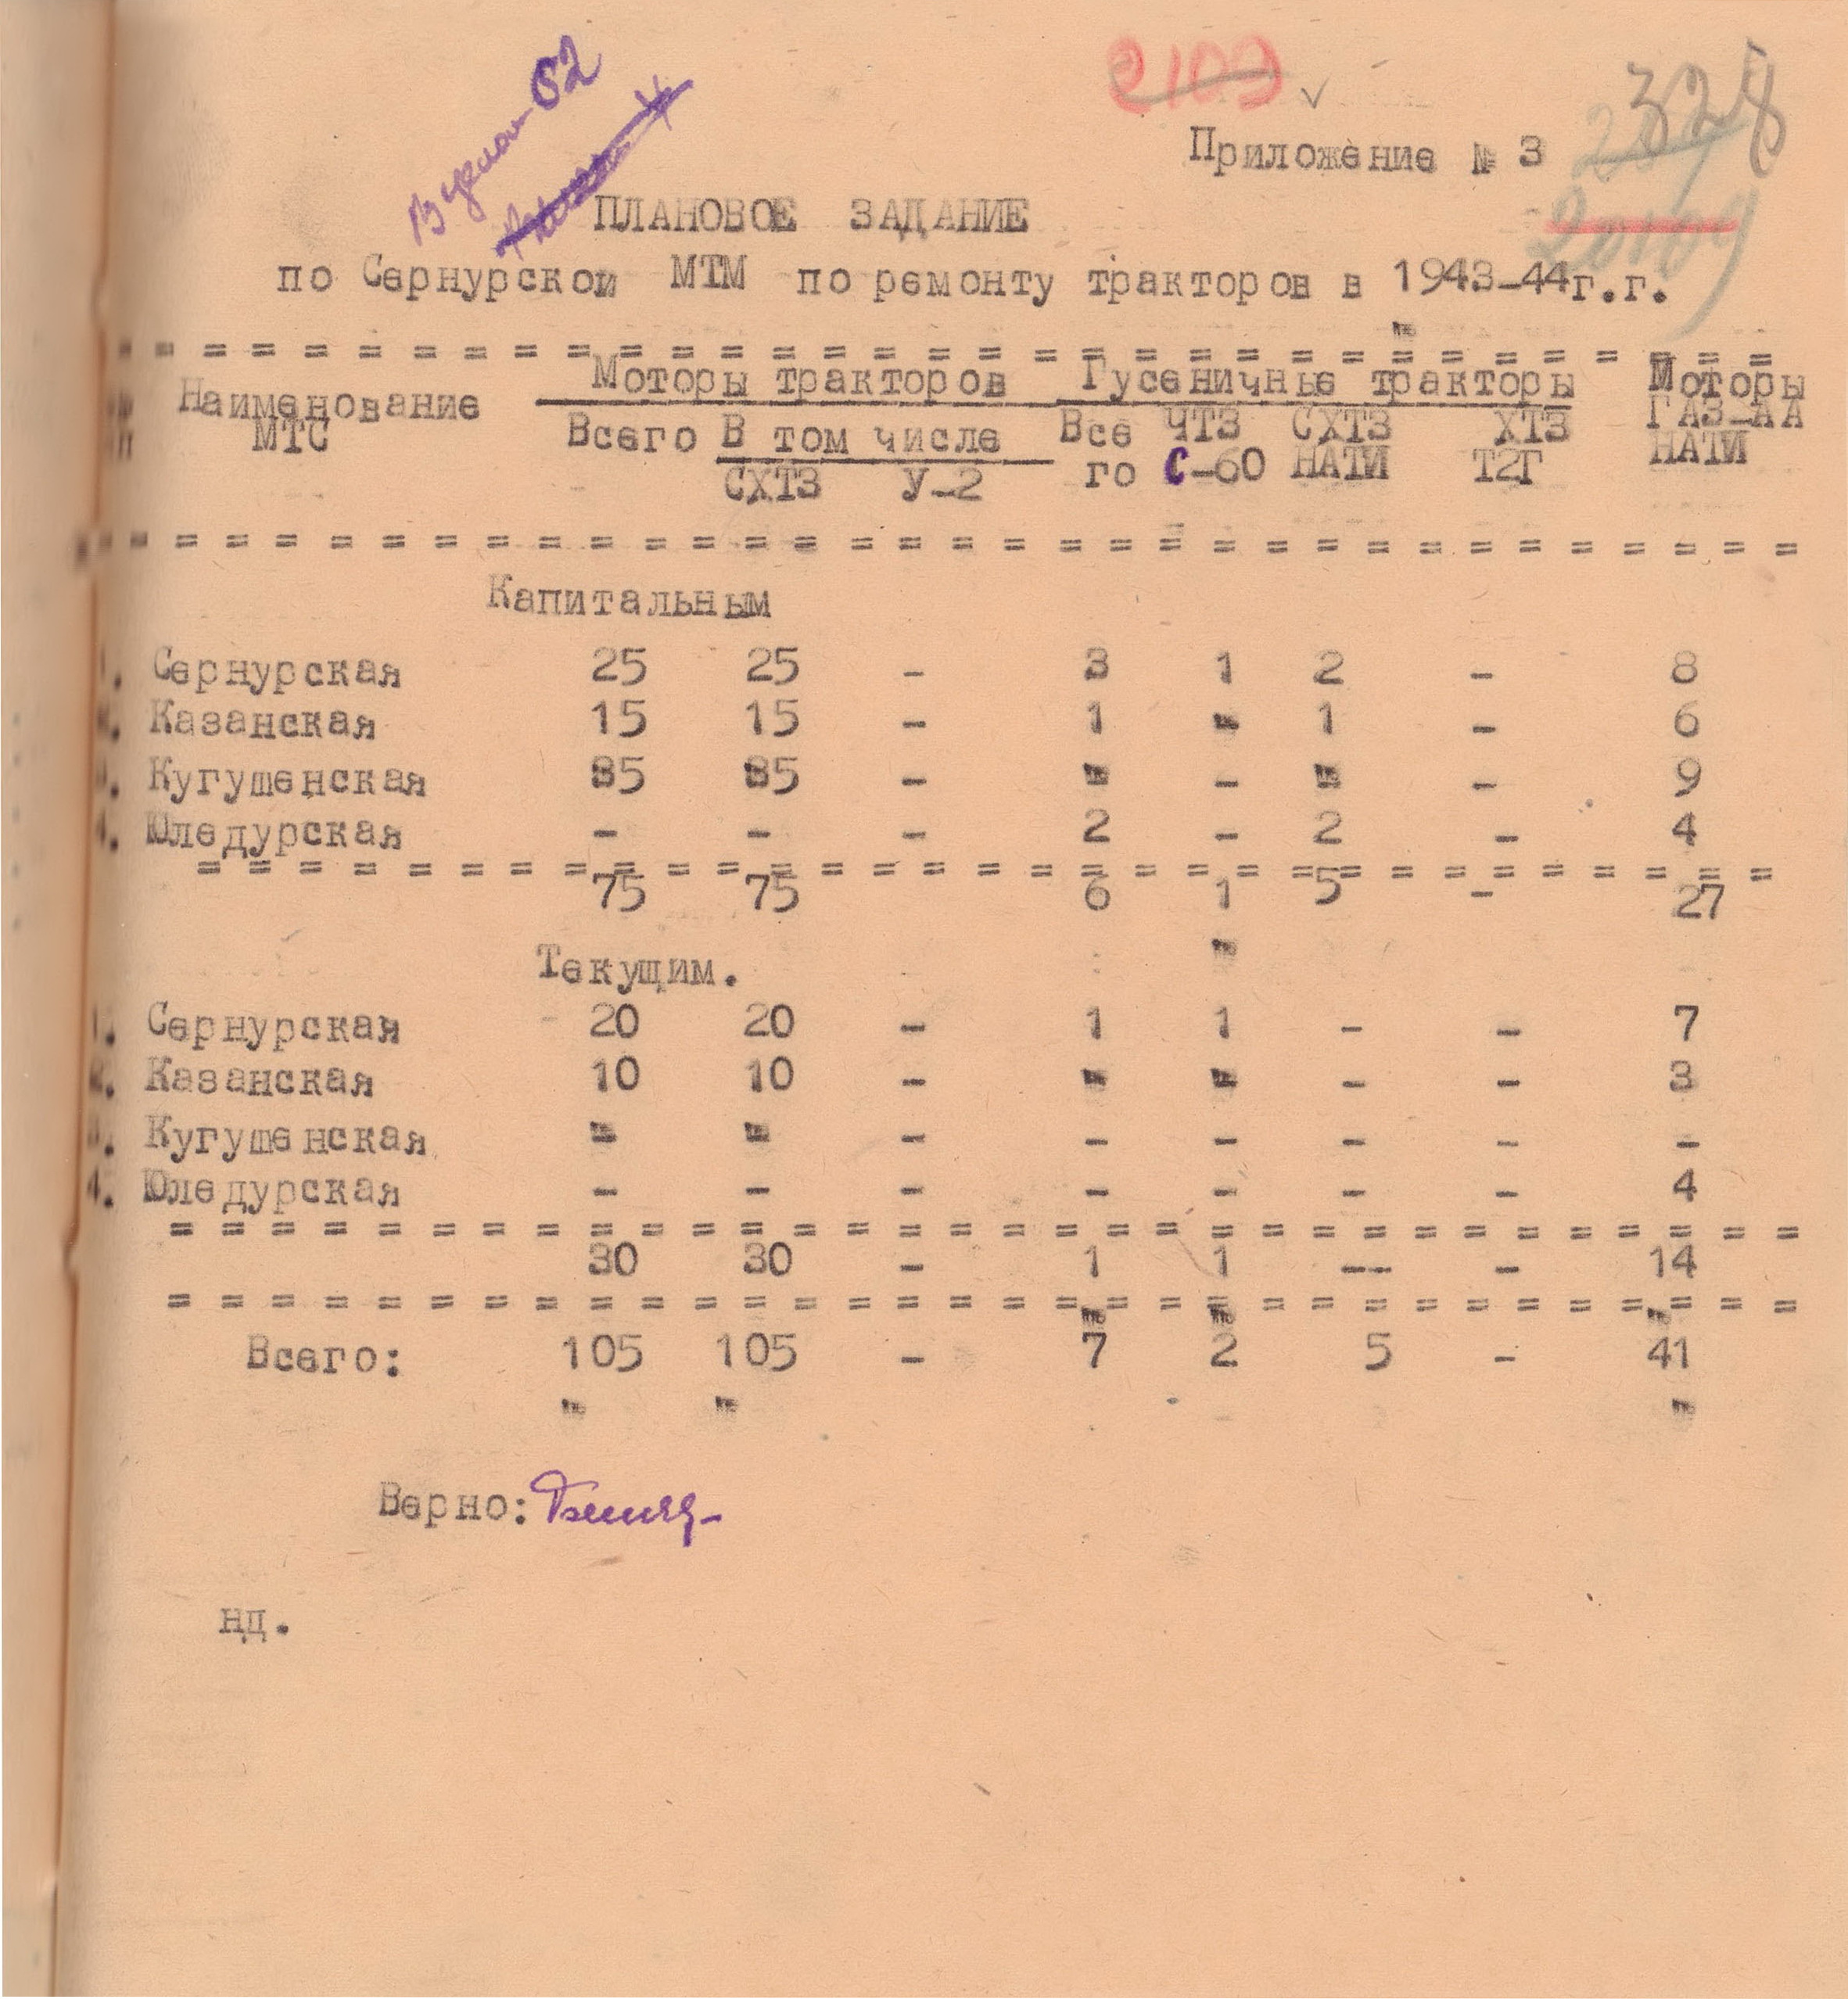 2103
328
Приложение № 3
ПЛАНОВОЕ ЗАДАНИЕ
по Сернурской МТМ по ремонту тракторов в 1943-44г.г.
Наименование Моторы тракторов Гусеничные тракторы Моторы
МТС Всего В том числе Все ЧТЗ СХТЗ ХТЗ ГАЗ-АА
СХТЗ У-2 го С-60 НАТИ Т2Г НАТИ
Капитальным
1. Сернурская 25 25 - 3 1 2 - 8
2. Казанская 15 15 - 1 - 1 - 6
3. Кугушенская 35 35 - - - - - 9
4. Юледурская - - - 2 - 2 - 4
75 75 6 1 5 - 27
Текущим.
1. Сернурская 20 20 - 1 1 - - 7
2. Казанская 10 10 - - - - - 3
3. Кугушенская - - - - - - - -
4. Юледурская - - - - - - - 4
30 30 - 1 1 -- - 14
Всего: 105 105 - 7 2 5 - 41
Верно:
нд.